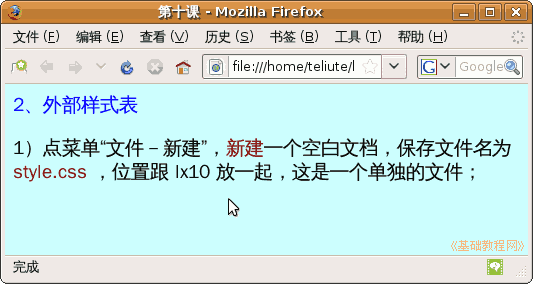 第十课 - Mozilla Firefox
文件 (F) 编辑 (E) 查看 (V) 历史 (S) 书签 (B) 工具 (T) 帮助 (H)
file:///home/teliute/l G Google
2、外部样式表
1）点菜单“文件－新建”，新建一个空白文档，保存文件名为
style.css ，位置跟 lx10 放一起，这是一个单独的文件；
《基础教程网》
完成